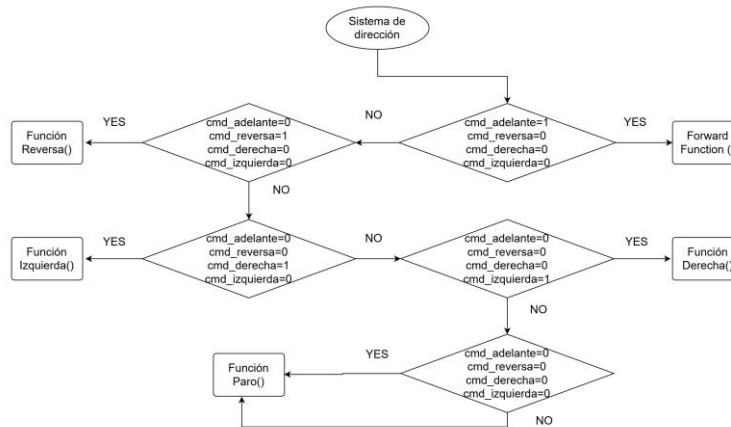 Sistema de
dirección
cmd_adelante=1
cmd_reversa=0
cmd_derecha=0
cmd_izquierda=0
YES
Forward
Function (
NO
cmd_adelante=0
cmd_reversa=1
cmd_derecha=0
cmd_izquierda=0
YES
Función
Reversa()
NO
cmd_adelante=0
cmd_reversa=0
cmd_derecha=1
cmd_izquierda=0
YES
Función
Izquierda()
NO
cmd_adelante=0
cmd_reversa=0
cmd_derecha=0
cmd_izquierda=1
YES
Función
Derecha()
NO
cmd_adelante=0
cmd_reversa=0
cmd_derecha=0
cmd_izquierda=0
YES
Función
Paro()
NO